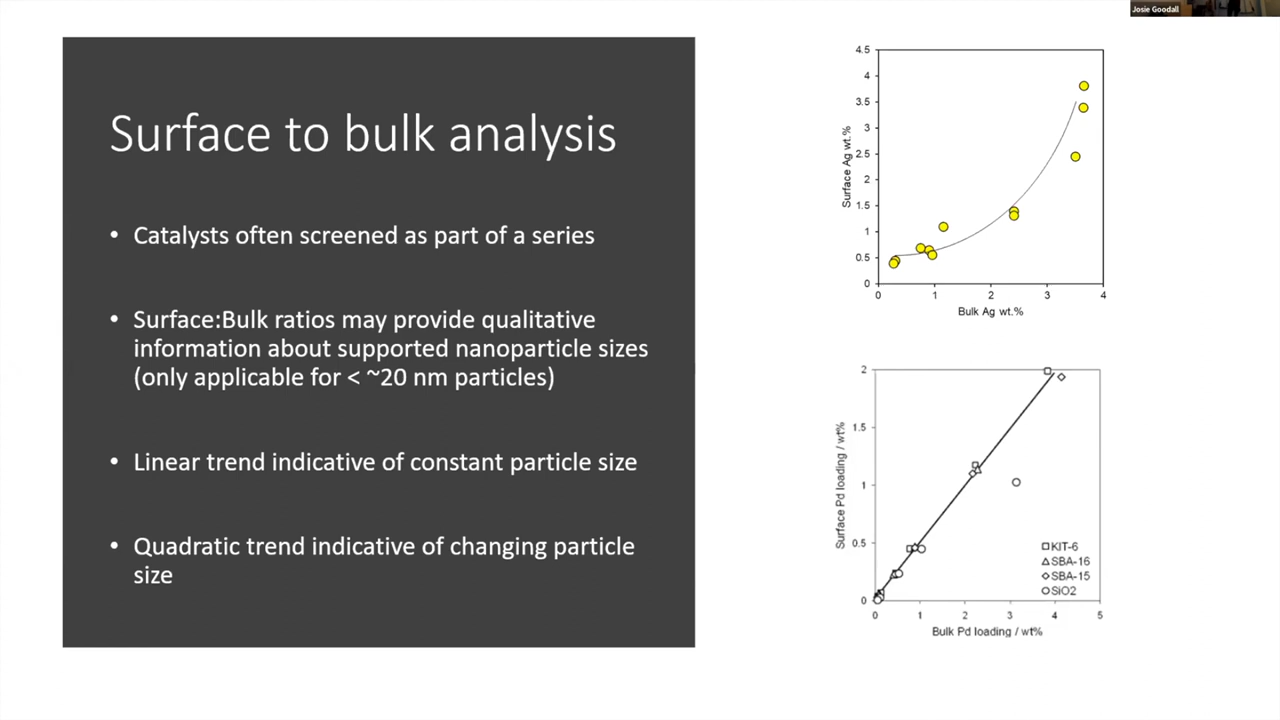 Josie Goodall
Surface to bulk analysis
• Catalysts often screened as part of a series
• Surface:Bulk ratios may provide qualitative
information about supported nanoparticle sizes
(only applicable for < ~20 nm particles)
• Linear trend indicative of constant particle size
• Quadratic trend indicative of changing particle
size
4.5
4
3.5
3
2.5
2
1.5
1
0.5
0
Surface Ag wt.%
0 1 2 3 4
Bulk Ag wt.%
2
1.5
1
0.5
0
Surface Pd loading / wt%
KIT-6
SBA-16
SBA-15
SiO2
0 1 2 3 4 5
Bulk Pd loading / wt%